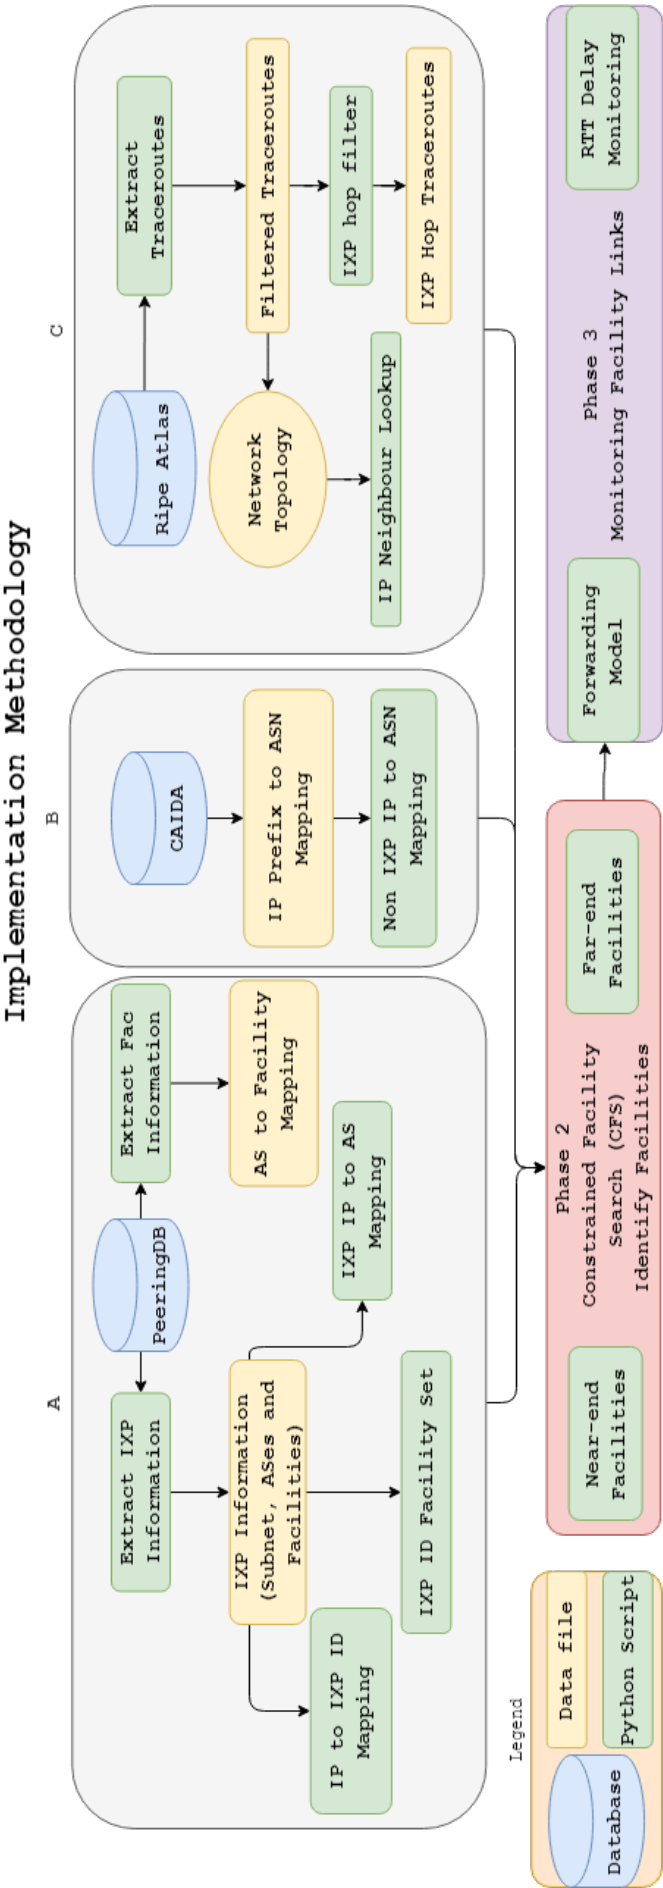 Implementation Methodology
A
Extract IXP
Information
PeeringDB
Extract Fac
Information
IXP Information
(Subnet, ASes and
Facilities)
AS to Facility
Mapping
IP to IXP ID
Mapping
IXP IP to AS
Mapping
IXP ID Facility Set
B
CAIDA
IP Prefix to ASN
Mapping
Non IXP IP to ASN
Mapping
C
Ripe Atlas
Extract
Traceroutes
Network
Topology
Filtered Traceroutes
IXP hop filter
IP Neighbour Lookup
IXP Hop Traceroutes
Legend
Database
Data file
Python Script
Near-end
Facilities
Phase 2
Constrained Facility
Search (CFS)
Identify Facilities
Far-end
Facilities
Forwarding
Model
Phase 3
Monitoring Facility Links
RTT Delay
Monitoring